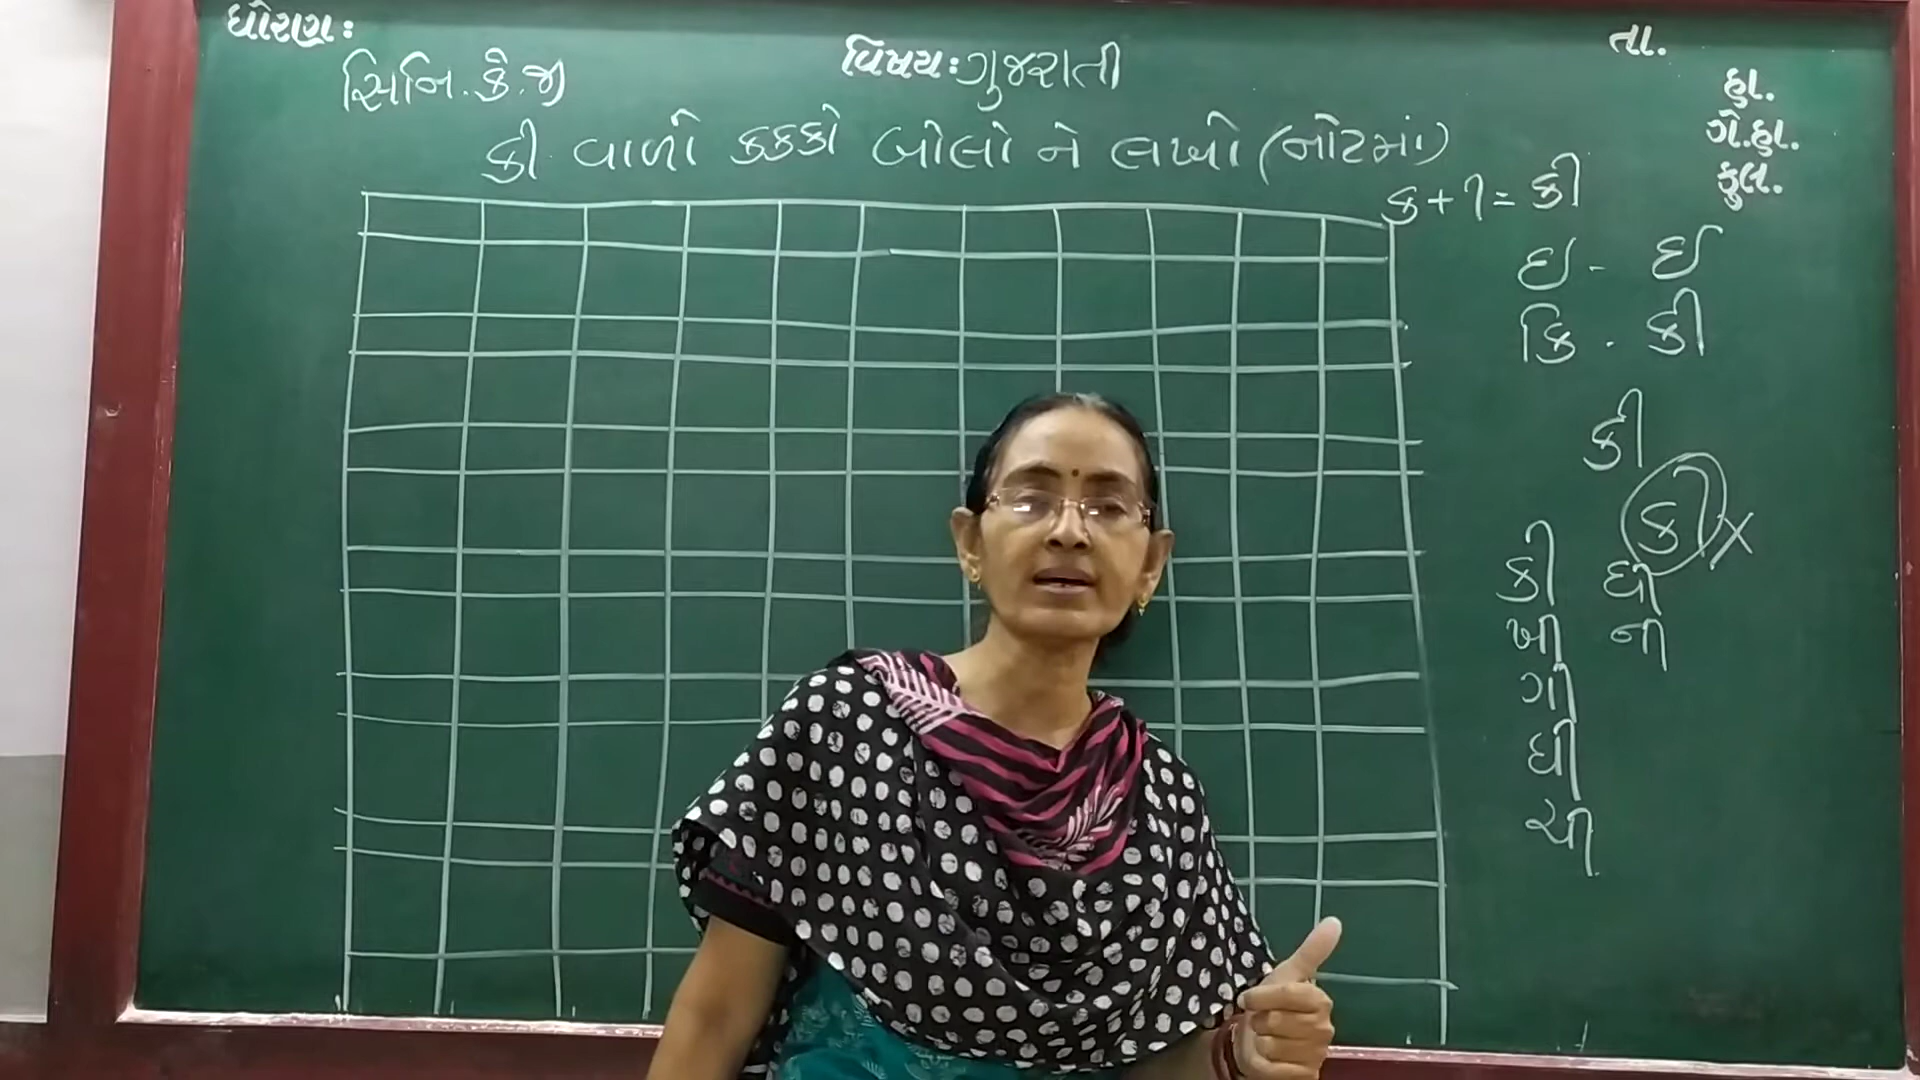 ધોરણ:
સિનિ. કે. જી
વિષય: ગુજરાતી
તા.
હા.
ગે.હા.
કુલ.
કી વાળો કક્કો બોલો ને લખો (નોટમાં)
ક + ી = કી
ઇ - ઈ
કિ - કી
કી
કી ×
કી ઘી
ખી ની
ગી
ઘી
ચી